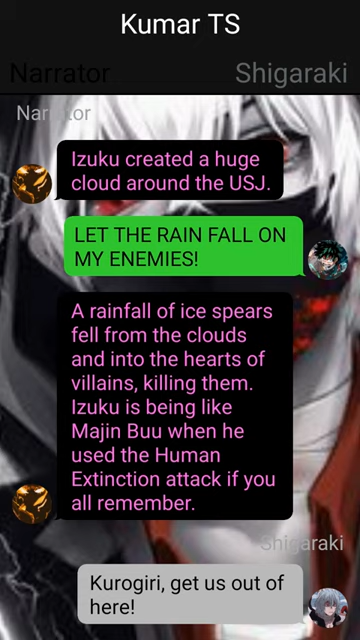 Kumar TS
Narrator
Shigaraki
Narrator
Izuku created a huge
cloud around the USJ.
LET THE RAIN FALL ON
MY ENEMIES!
A rainfall of ice spears
fell from the clouds
and into the hearts of
villains, killing them.
Izuku is being like
Majin Buu when he
used the Human
Extinction attack if you
all remember.
Shigaraki
Kurogiri, get us out of
here!